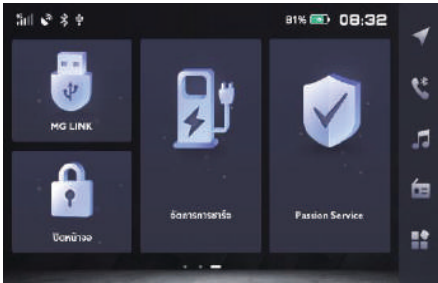 81% 08:32
MG LINK
ปิดหน้าจอ
จัดการการชาร์จ
Passion Service